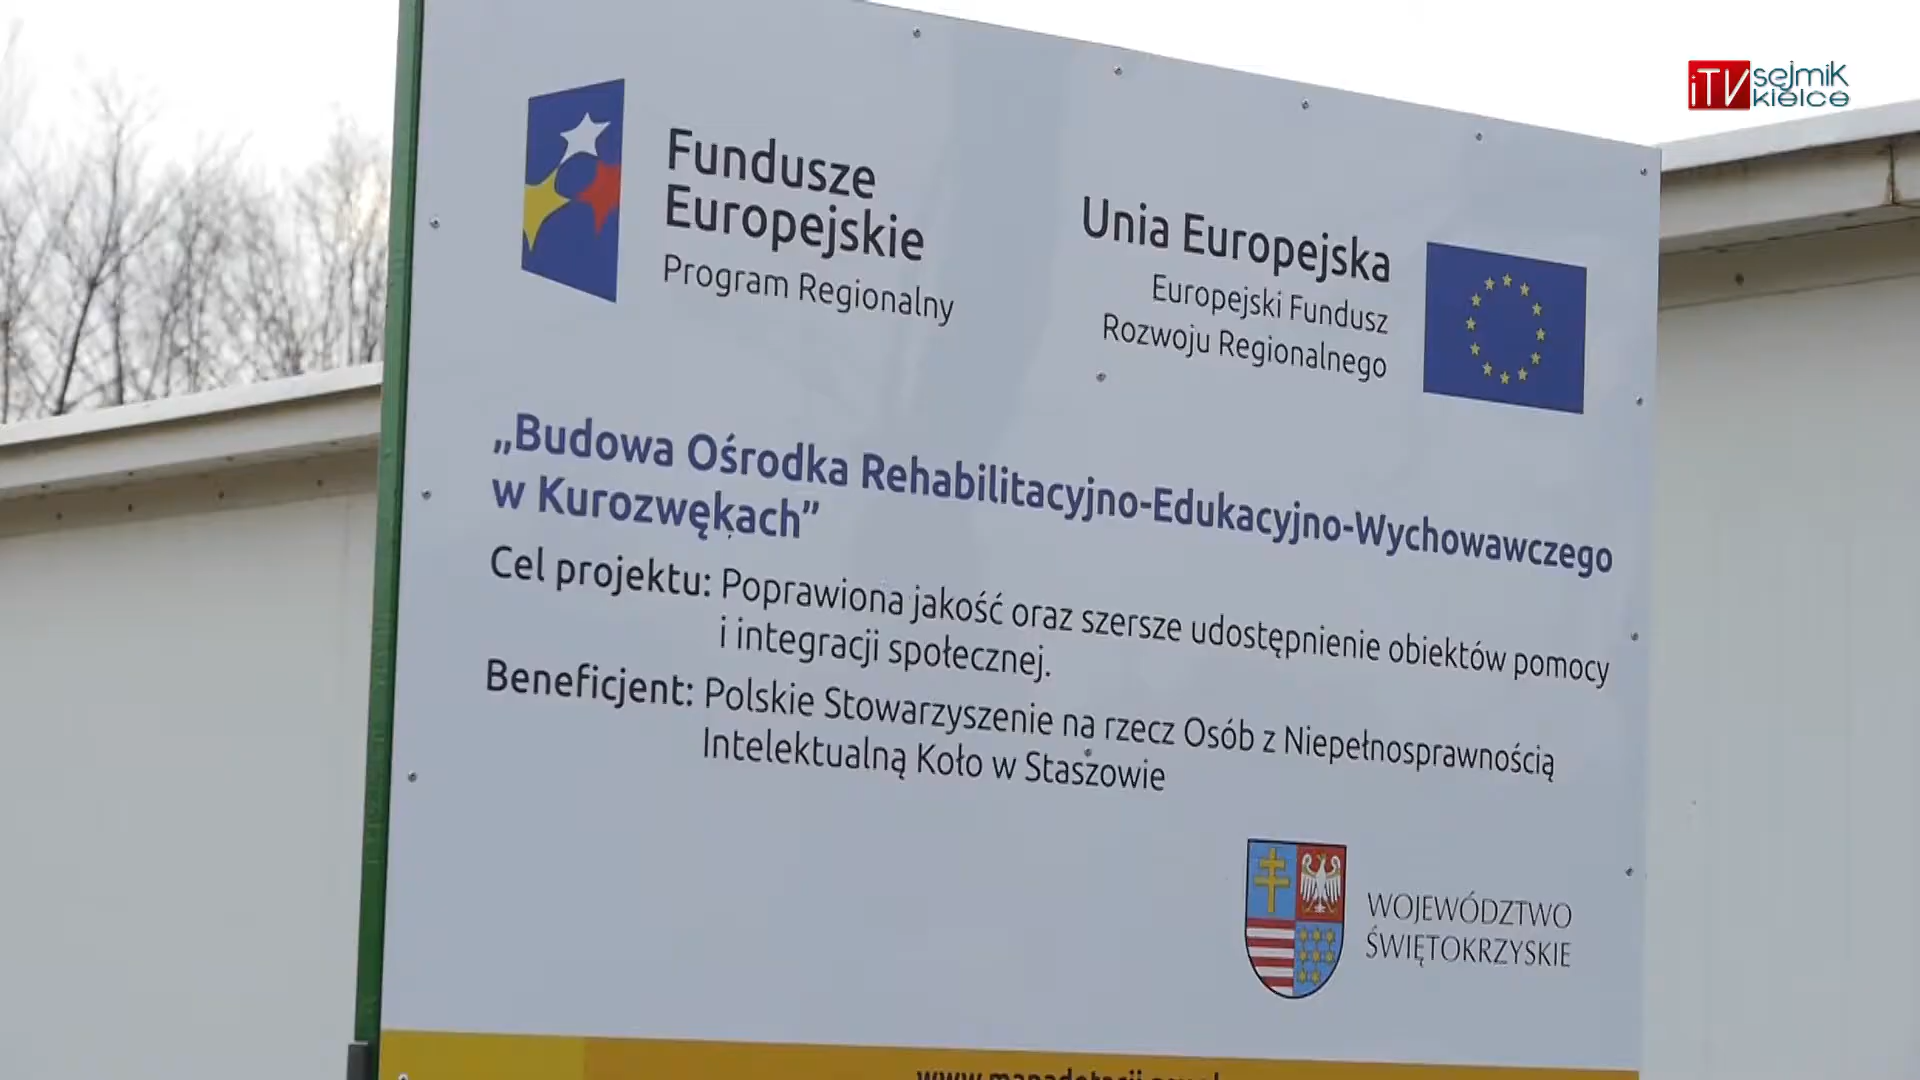 iTV sejmik
kielce
Fundusze
Europejskie
Program Regionalny
Unia Europejska
Europejski Fundusz
Rozwoju Regionalnego
„Budowa Ośrodka Rehabilitacyjno-Edukacyjno-Wychowawczego
w Kurozwękach”
Cel projektu: Poprawiona jakość oraz szersze udostępnienie obiektów pomocy
i integracji społecznej.
Beneficjent: Polskie Stowarzyszenie na rzecz Osób z Niepełnosprawnością
Intelektualną Koło w Staszowie
WOJEWÓDZTWO
ŚWIĘTOKRZYSKIE